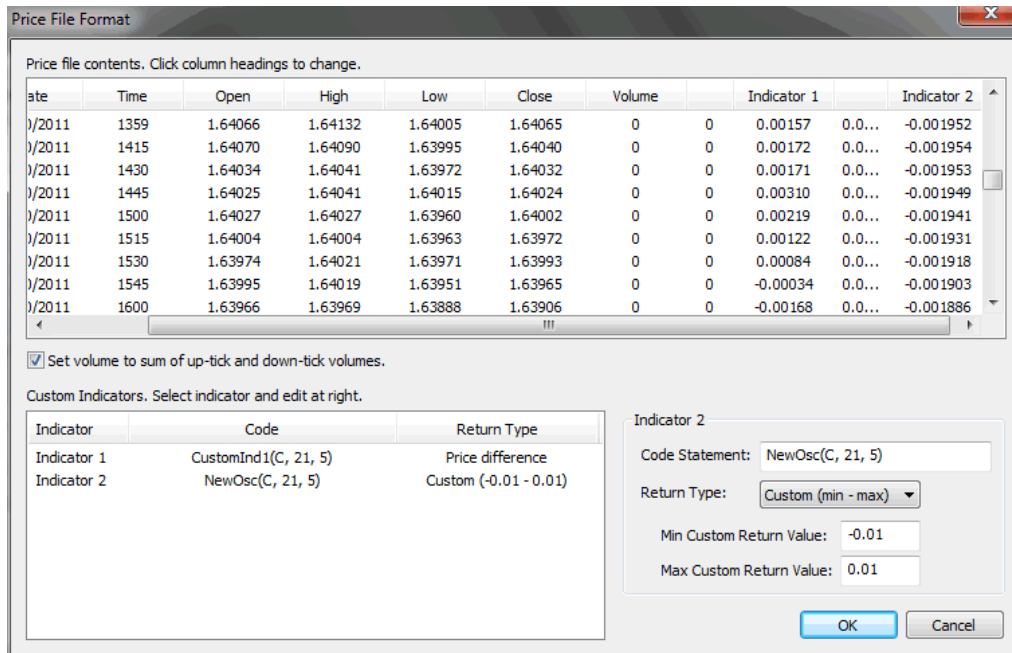 Price File Format
Price file contents. Click column headings to change.
ate Time Open High Low Close Volume Indicator 1 Indicator 2
)/2011 1359 1.64066 1.64132 1.64005 1.64065 0 0 0.00157 0.0... -0.001952
)/2011 1415 1.64070 1.64090 1.63995 1.64040 0 0 0.00172 0.0... -0.001954
)/2011 1430 1.64034 1.64041 1.63972 1.64032 0 0 0.00171 0.0... -0.001953
)/2011 1445 1.64025 1.64041 1.64015 1.64024 0 0 0.00310 0.0... -0.001949
)/2011 1500 1.64027 1.64027 1.63960 1.64002 0 0 0.00219 0.0... -0.001941
)/2011 1515 1.64004 1.64004 1.63963 1.63972 0 0 0.00122 0.0... -0.001931
)/2011 1530 1.63974 1.64021 1.63971 1.63993 0 0 0.00084 0.0... -0.001918
)/2011 1545 1.63995 1.64019 1.63951 1.63965 0 0 -0.00034 0.0... -0.001903
)/2011 1600 1.63966 1.63969 1.63888 1.63906 0 0 -0.00168 0.0... -0.001886
Set volume to sum of up-tick and down-tick volumes.
Custom Indicators. Select indicator and edit at right.
Indicator Code Return Type
Indicator 1 CustomInd1(C, 21, 5) Price difference
Indicator 2 NewOsc(C, 21, 5) Custom (-0.01 - 0.01)
Indicator 2
Code Statement: NewOsc(C, 21, 5)
Return Type: Custom (min - max)
Min Custom Return Value: -0.01
Max Custom Return Value: 0.01
OK Cancel